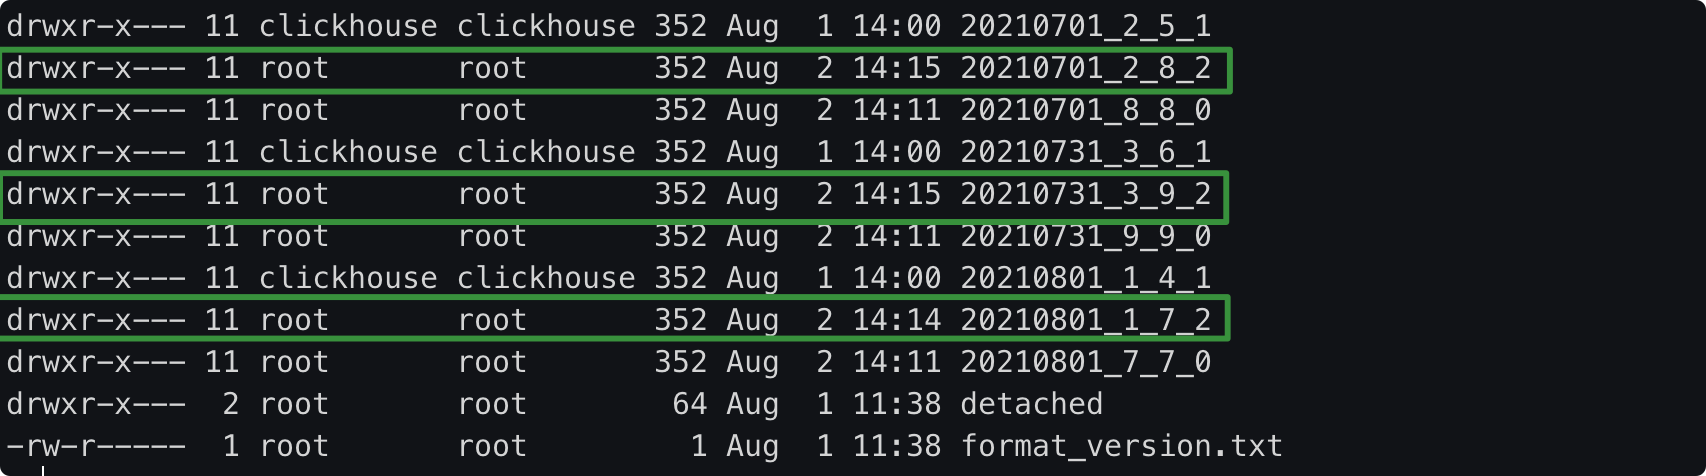 drwxr-x--- 11 clickhouse clickhouse 352 Aug  1 14:00 20210701_2_5_1
drwxr-x--- 11 root       root       352 Aug  2 14:15 20210701_2_8_2
drwxr-x--- 11 root       root       352 Aug  2 14:11 20210701_8_8_0
drwxr-x--- 11 clickhouse clickhouse 352 Aug  1 14:00 20210731_3_6_1
drwxr-x--- 11 root       root       352 Aug  2 14:15 20210731_3_9_2
drwxr-x--- 11 root       root       352 Aug  2 14:11 20210731_9_9_0
drwxr-x--- 11 clickhouse clickhouse 352 Aug  1 14:00 20210801_1_4_1
drwxr-x--- 11 root       root       352 Aug  2 14:14 20210801_1_7_2
drwxr-x--- 11 root       root       352 Aug  2 14:11 20210801_7_7_0
drwxr-x---  2 root       root        64 Aug  1 11:38 detached
-rw-r-----  1 root       root         1 Aug  1 11:38 format_version.txt